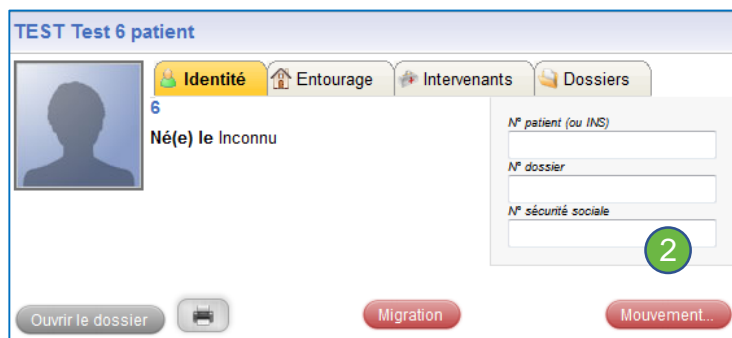 TEST Test 6 patient
Identité Entourage Intervenants Dossiers
6
Né(e) le Inconnu
N° patient (ou INS)
N° dossier
N° sécurité sociale
2
Ouvrir le dossier Migration Mouvement...